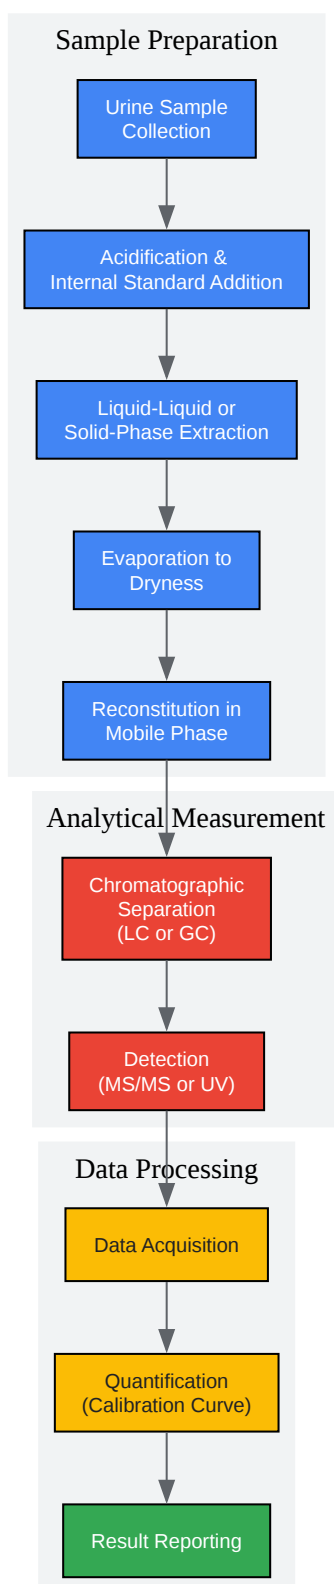 Sample Preparation
Urine Sample
Collection
Acidification &
Internal Standard Addition
Liquid-Liquid or
Solid-Phase Extraction
Evaporation to
Dryness
Reconstitution in
Mobile Phase
Analytical Measurement
Chromatographic
Separation
(LC or GC)
Detection
(MS/MS or UV)
Data Processing
Data Acquisition
Quantification
(Calibration Curve)
Result Reporting